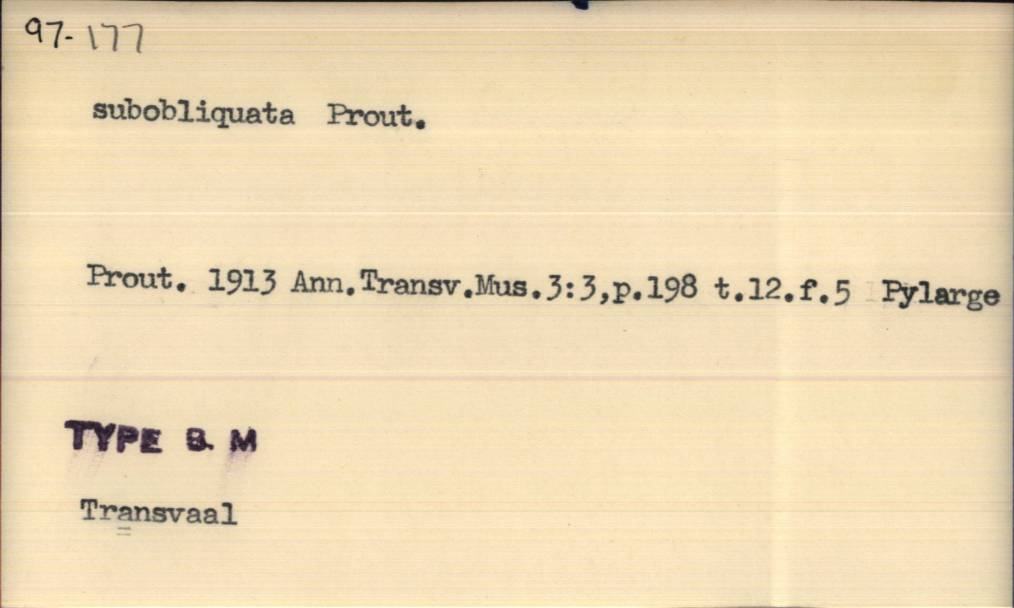 97-177
subobliquata Prout.
Prout. 1913 Ann.Transv.Mus.3:3,p.198 t.12.f.5 Pylarge
TYPE B. M
Transvaal